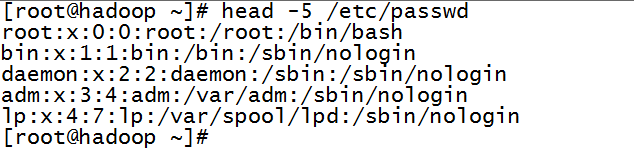 [root@hadoop ~]# head -5 /etc/passwd
root:x:0:0:root:/root:/bin/bash
bin:x:1:1:bin:/bin:/sbin/nologin
daemon:x:2:2:daemon:/sbin:/sbin/nologin
adm:x:3:4:adm:/var/adm:/sbin/nologin
lp:x:4:7:lp:/var/spool/lpd:/sbin/nologin
[root@hadoop ~]#